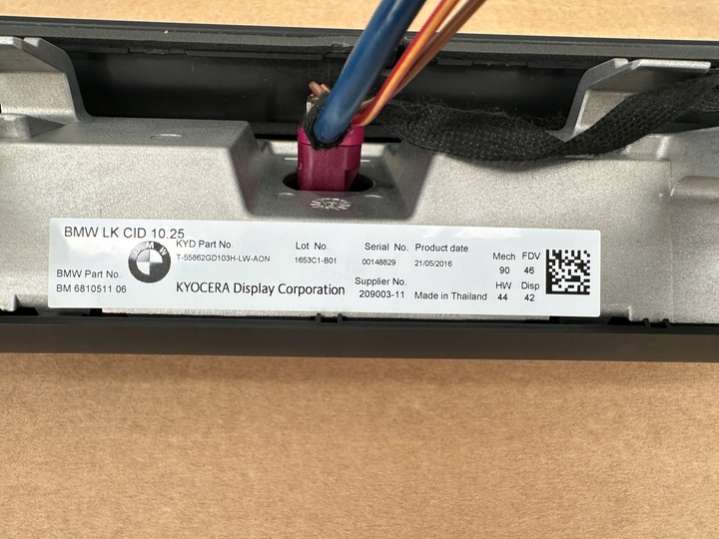 BMW LK CID 10.25
BMW
KYD Part No.
T-55862GD103H-LW-AON
Lot No.
1653C1-B01
Serial No.
00148829
Product date
21/05/2016
Mech FDV
90 46
BMW Part No.
BM 6810511 06
KYOCERA Display Corporation
Supplier No.
209003-11
Made in Thailand
HW Disp
44 42